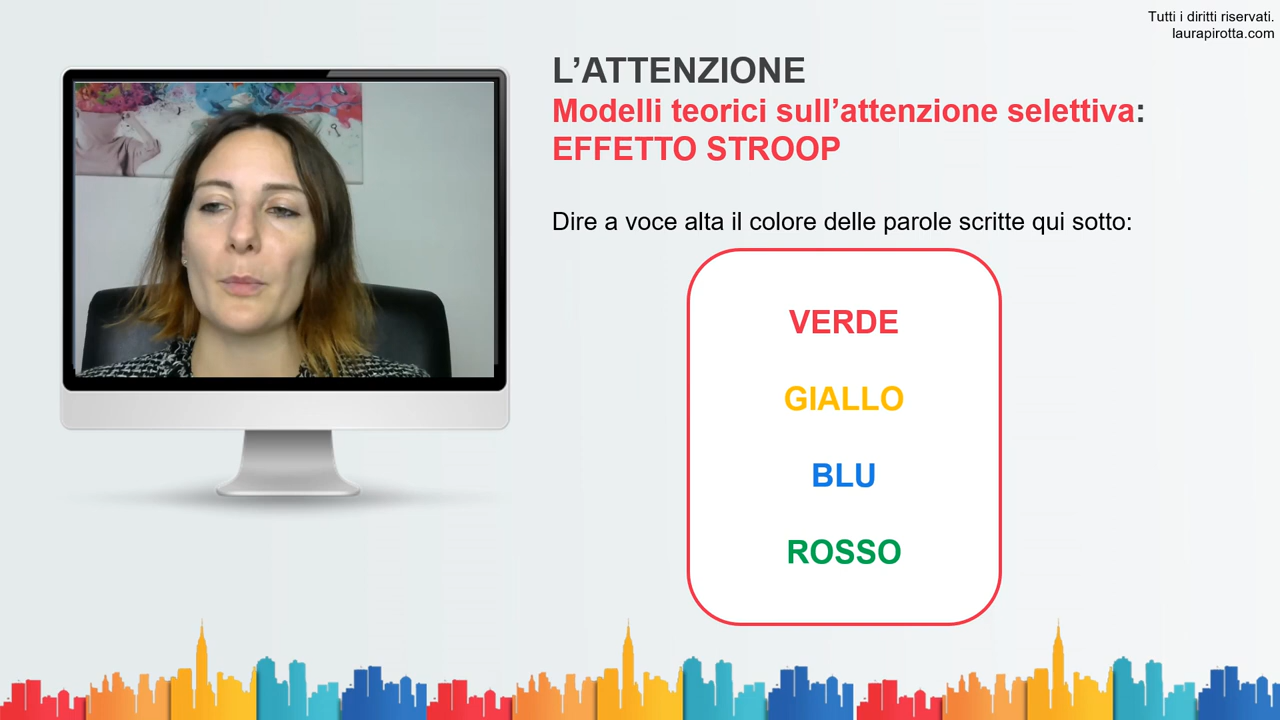 Tutti i diritti riservati.
laurapirotta.com
L’ATTENZIONE
Modelli teorici sull’attenzione selettiva:
EFFETTO STROOP
Dire a voce alta il colore delle parole scritte qui sotto:
VERDE
GIALLO
BLU
ROSSO